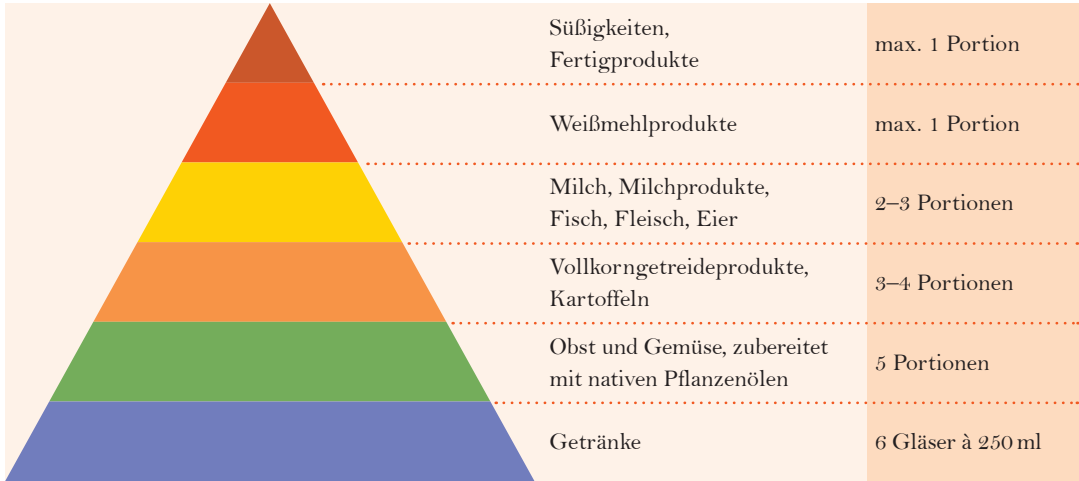 Süßigkeiten,
Fertigprodukte
max. 1 Portion
Weißmehlprodukte
max. 1 Portion
Milch, Milchprodukte,
Fisch, Fleisch, Eier
2–3 Portionen
Vollkorngetreideprodukte,
Kartoffeln
3–4 Portionen
Obst und Gemüse, zubereitet
mit nativen Pflanzenölen
5 Portionen
Getränke
6 Gläser à 250 ml